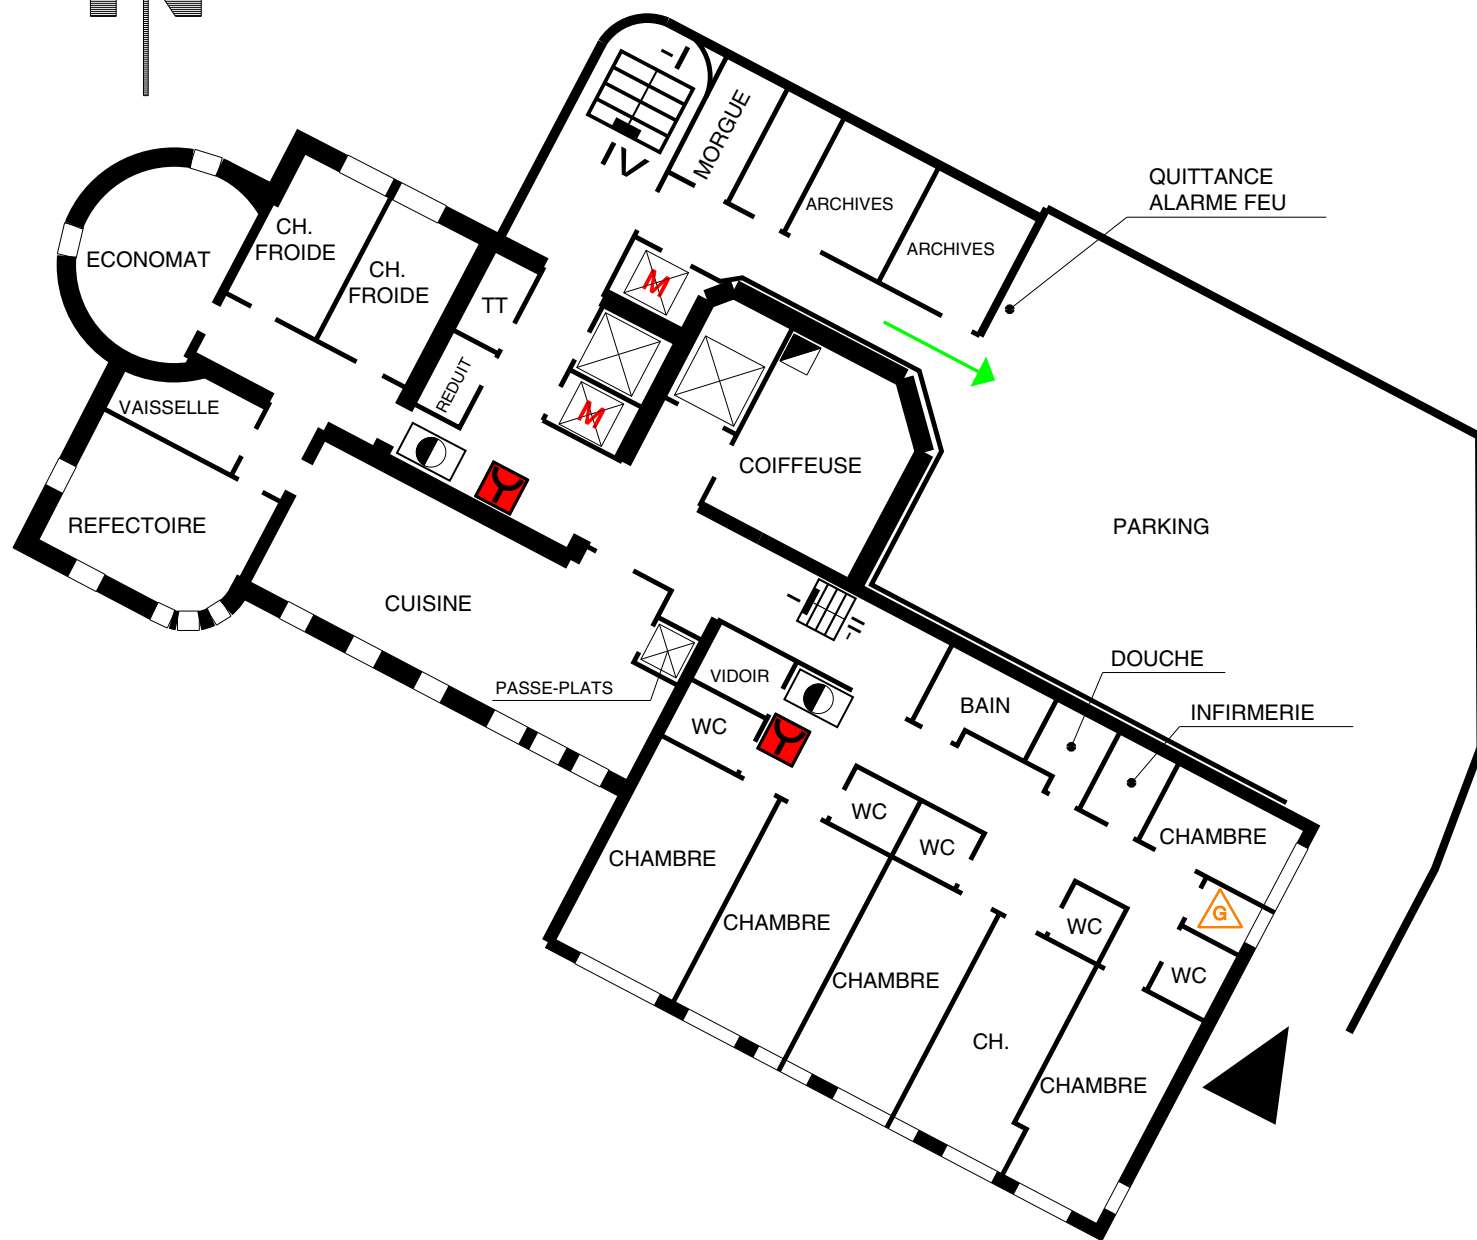 MORGUE
QUITTANCE
ALARME FEU
ARCHIVES
ARCHIVES
CH.
FROIDE
ECONOMAT
CH.
FROIDE
M
TT
REDUIT
M
VAISSELLE
COIFFEUSE
REFECTOIRE
PARKING
CUISINE
DOUCHE
VIDOIR
PASSE-PLATS
BAIN
INFIRMERIE
WC
WC
WC
CHAMBRE
CHAMBRE
CHAMBRE
G
WC
CHAMBRE
WC
CHAMBRE
CH.
CHAMBRE